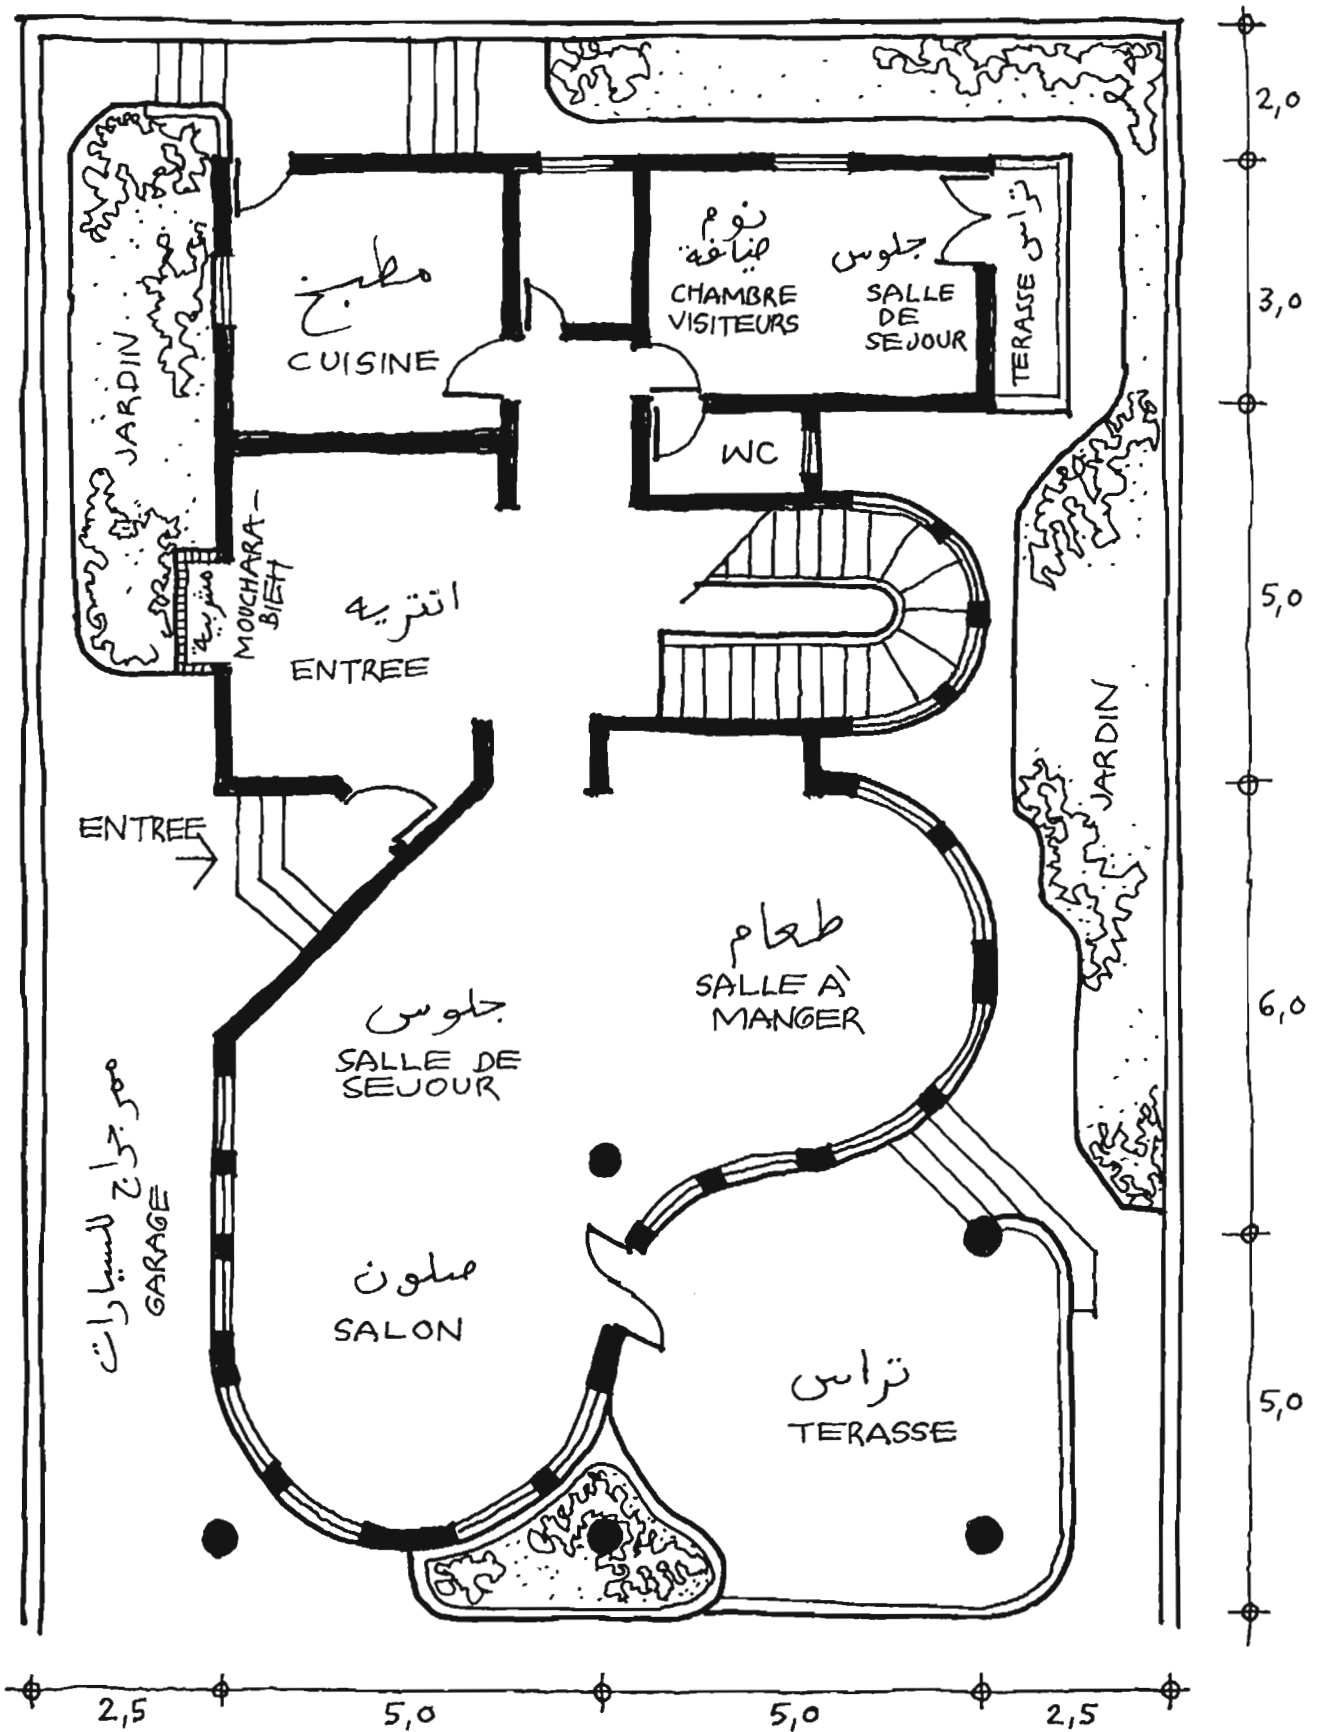 2,0
نوم
ضيافة
جلوس
CHAMBRE
VISITEURS
SALLE
DE
SEJOUR
تراس
TERASSE
3,0
مطبخ
CUISINE
JARDIN
WC
مشربية
MOUCHARA-
BIEH
انتريه
ENTREE
5,0
JARDIN
ENTREE
طعام
SALLE À
MANGER
6,0
جلوس
SALLE DE
SEJOUR
ممر جراج للسيارات
GARAGE
صلون
SALON
تراس
TERASSE
5,0
2,5
5,0
5,0
2,5